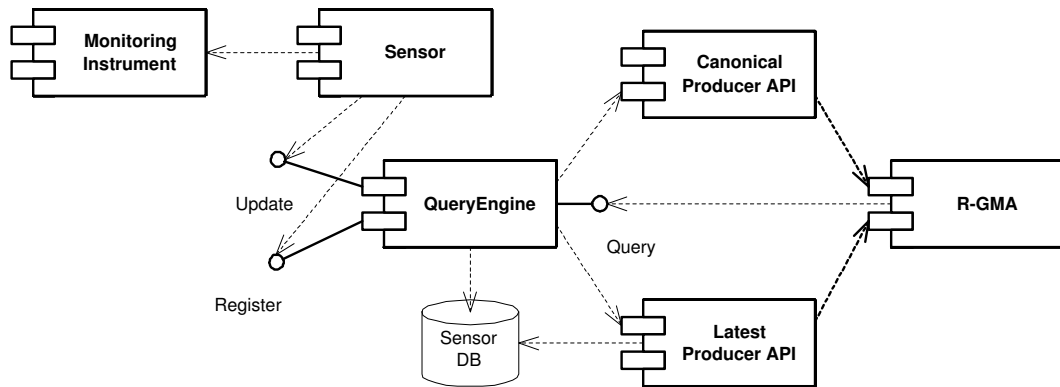 Monitoring
Instrument
Sensor
Canonical
Producer API
Update
QueryEngine
R-GMA
Query
Register
Sensor
DB
Latest
Producer API